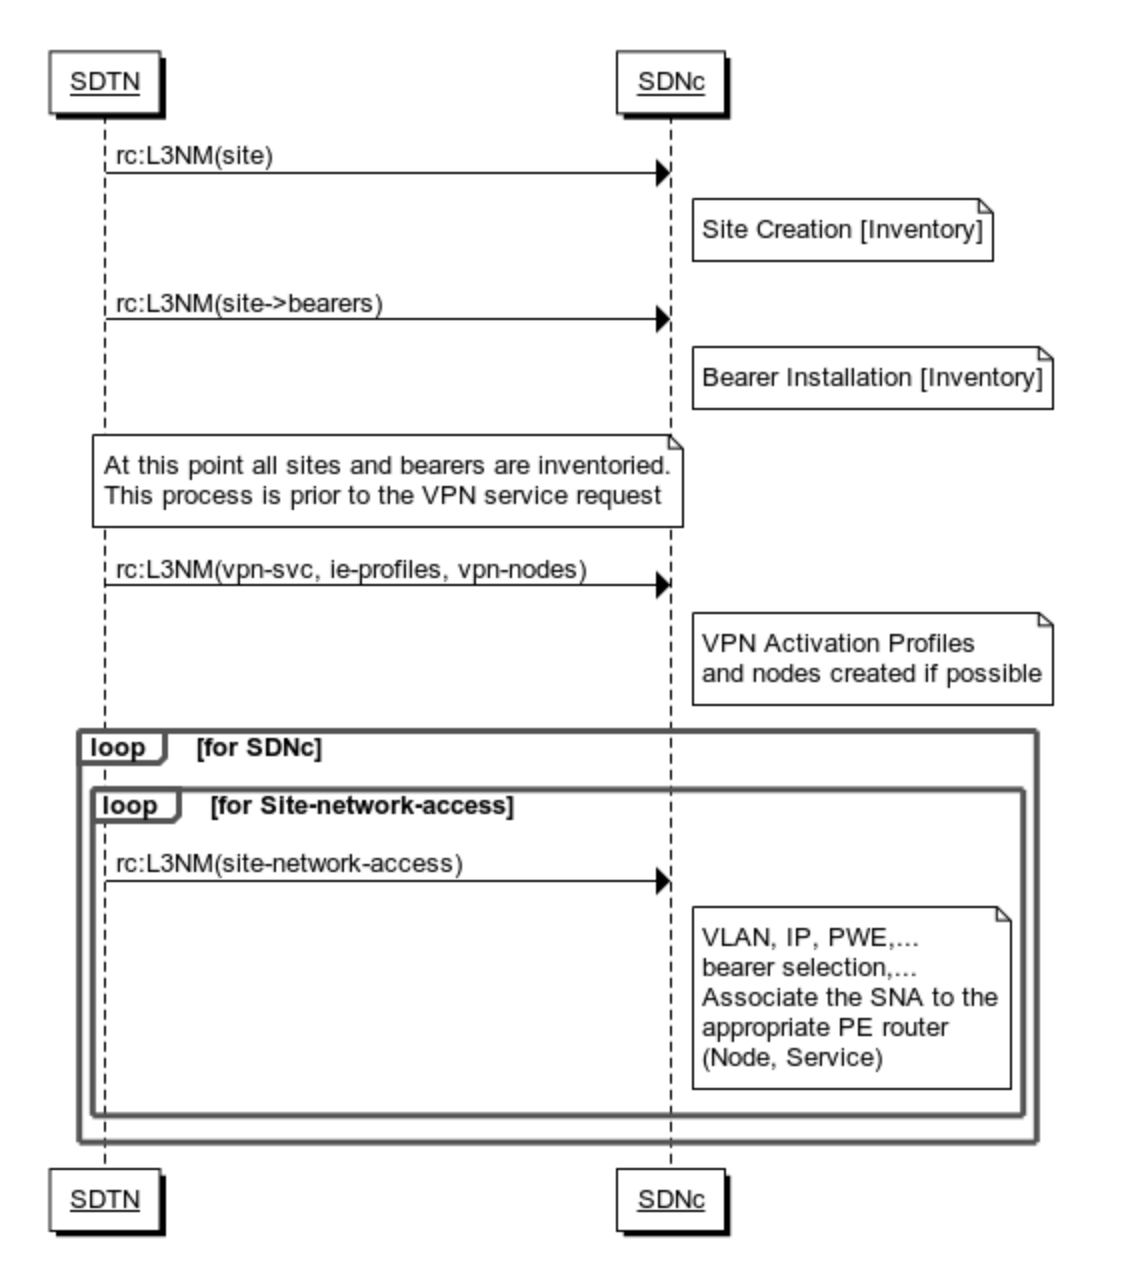 SDTN
SDNc
rc:L3NM(site)
Site Creation [Inventory]
rc:L3NM(site->bearers)
Bearer Installation [Inventory]
At this point all sites and bearers are inventoried.
This process is prior to the VPN service request
rc:L3NM(vpn-svc, ie-profiles, vpn-nodes)
VPN Activation Profiles
and nodes created if possible
loop
[for SDNc]
loop
[for Site-network-access]
rc:L3NM(site-network-access)
VLAN, IP, PWE,...
bearer selection,...
Associate the SNA to the
appropriate PE router
(Node, Service)
SDTN
SDNc